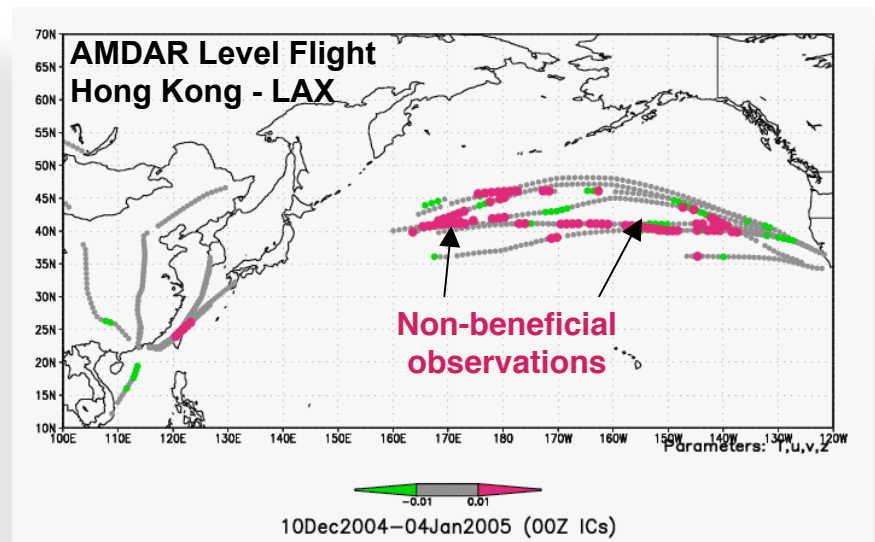 AMDAR Level Flight
Hong Kong - LAX
70N
65N
60N
55N
50N
45N
40N
35N
30N
25N
20N
15N
10N
Non-beneficial
observations
100E 110E 120E 130E 140E 150E 160E 170E 180 170W 160W 150W 140W 130W 120W
Parameters: T,u,v,z
-0.01 0.01
10Dec2004-04Jan2005 (00Z ICs)